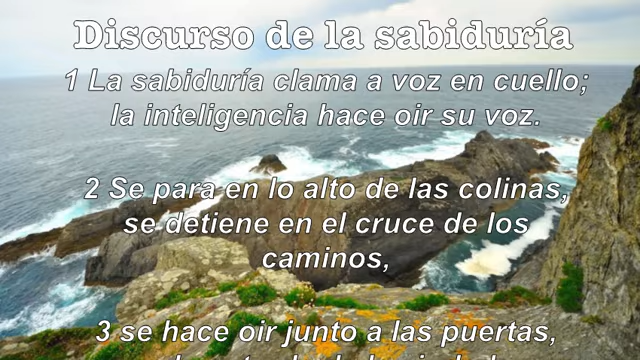 Discurso de la sabiduría
1 La sabiduría clama a voz en cuello;
la inteligencia hace oir su voz.
2 Se para en lo alto de las colinas,
se detiene en el cruce de los
caminos,
3 se hace oir junto a las puertas,